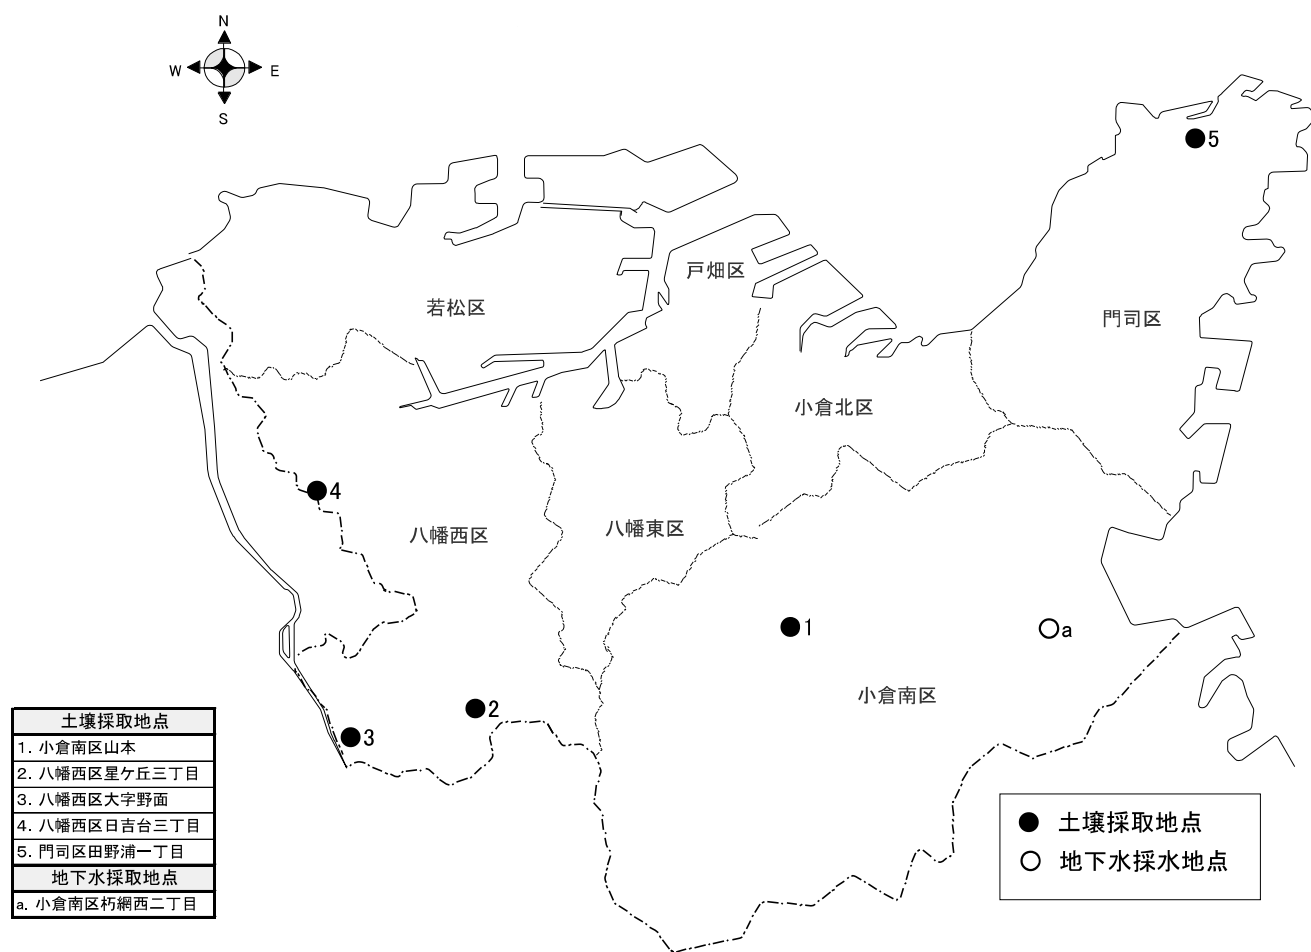 N
W
E
S
5
戸畑区
若松区
門司区
小倉北区
4
八幡西区
八幡東区
1
a
小倉南区
2
3
土壌採取地点
1. 小倉南区山本
2. 八幡西区星ケ丘三丁目
3. 八幡西区大字野面
4. 八幡西区日吉台三丁目
5. 門司区田野浦一丁目
地下水採取地点
a. 小倉南区朽網西二丁目
土壌採取地点
地下水採水地点